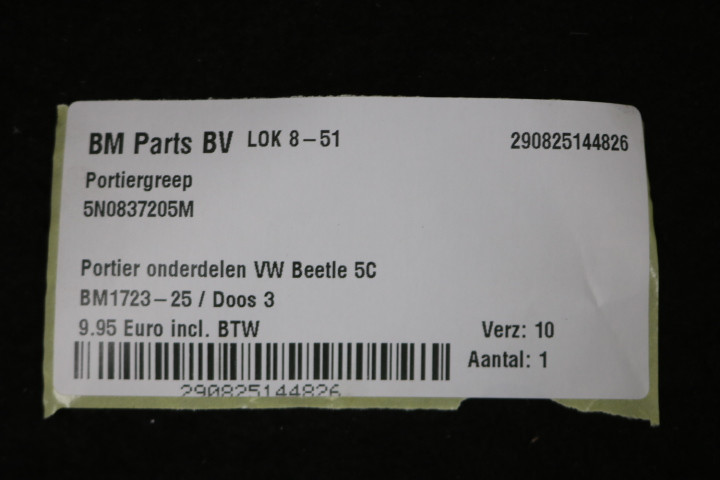 BM Parts BV LOK 8-51 290825144826
Portiergreep
5N0837205M
Portier onderdelen VW Beetle 5C
BM1723-25 / Doos 3
9.95 Euro incl. BTW Verz: 10
Aantal: 1
290825144826